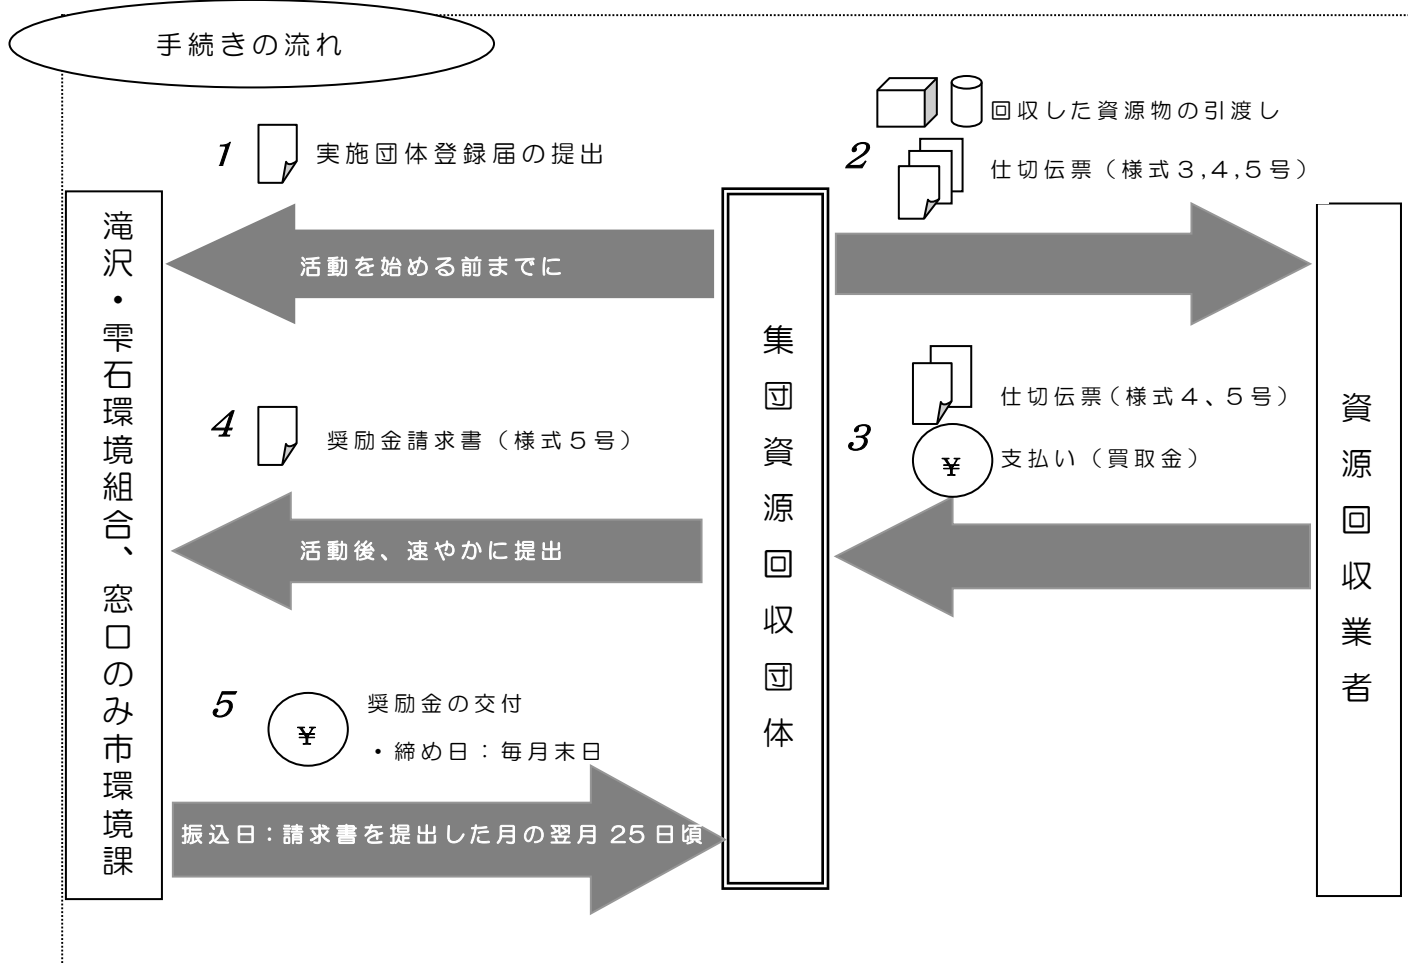 手続きの流れ
1
実施団体登録届の提出
活動を始める前までに
2
回収した資源物の引渡し
仕切伝票（様式３,４,５号）
3
仕切伝票（様式４、５号）
¥
支払い（買取金）
4
奨励金請求書（様式５号）
活動後、速やかに提出
5
¥
奨励金の交付
・締め日：毎月末日
振込日：請求書を提出した月の翌月 25 日頃
滝沢・雫石環境組合、窓口のみ市環境課
集団資源回収団体
資源回収業者